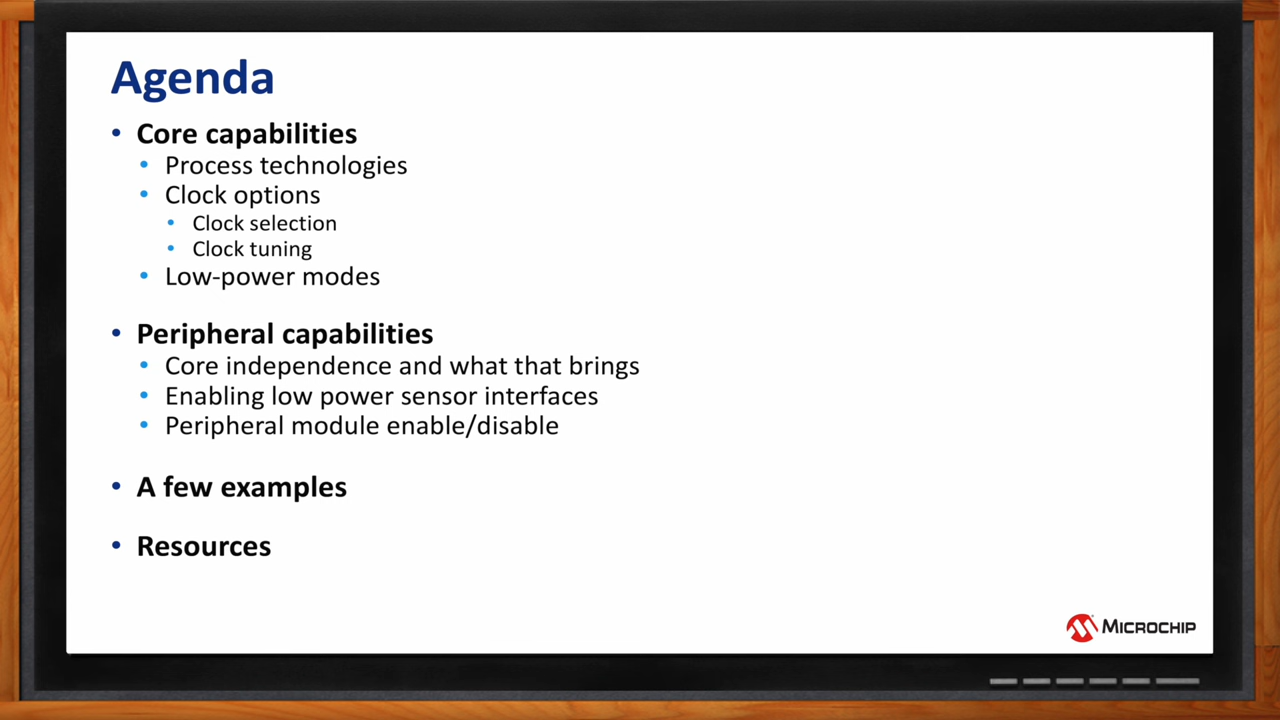 Agenda
• Core capabilities
• Process technologies
• Clock options
• Clock selection
• Clock tuning
• Low-power modes
• Peripheral capabilities
• Core independence and what that brings
• Enabling low power sensor interfaces
• Peripheral module enable/disable
• A few examples
• Resources
MICROCHIP